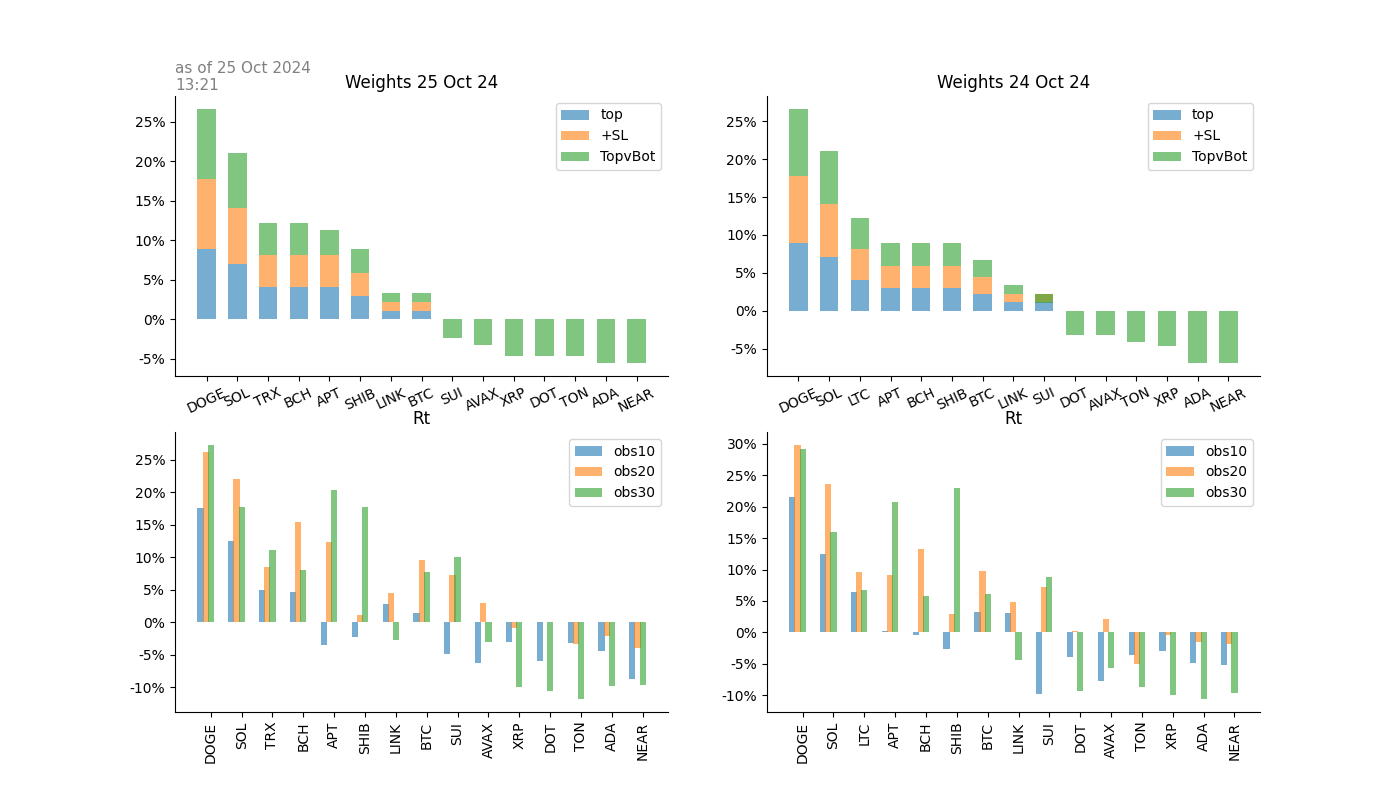 as of 25 Oct 2024
13:21
Weights 25 Oct 24
25%
20%
15%
10%
5%
0%
-5%
top
+SL
TopvBot
DOGE SOL TRX BCH APT SHIB LINK BTC SUI AVAX XRP DOT TON ADA NEAR
Weights 24 Oct 24
25%
20%
15%
10%
5%
0%
-5%
top
+SL
TopvBot
DOGE SOL LTC APT BCH SHIB BTC LINK SUI DOT AVAX TON XRP ADA NEAR
Rt
25%
20%
15%
10%
5%
0%
-5%
-10%
obs10
obs20
obs30
DOGE SOL TRX BCH APT SHIB LINK BTC SUI AVAX XRP DOT TON ADA NEAR
Rt
30%
25%
20%
15%
10%
5%
0%
-5%
-10%
obs10
obs20
obs30
DOGE SOL LTC APT BCH SHIB BTC LINK SUI DOT AVAX TON XRP ADA NEAR